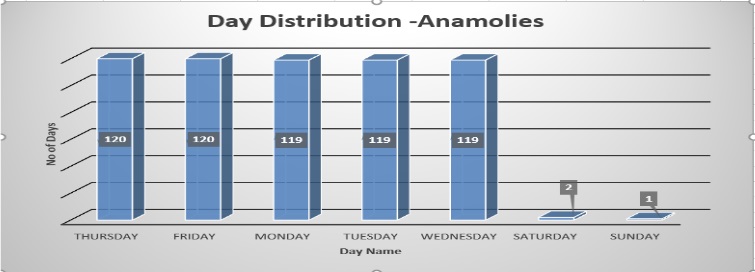 Day Distribution -Anamolies
No of Days
120 120 119 119 119 2 1
THURSDAY FRIDAY MONDAY TUESDAY WEDNESDAY SATURDAY SUNDAY
Day Name